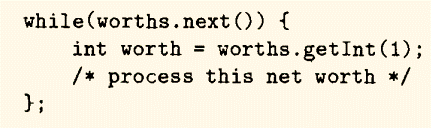 while(worths.next()) {
    int worth = worths.getInt(1);
    /* process this net worth */
};